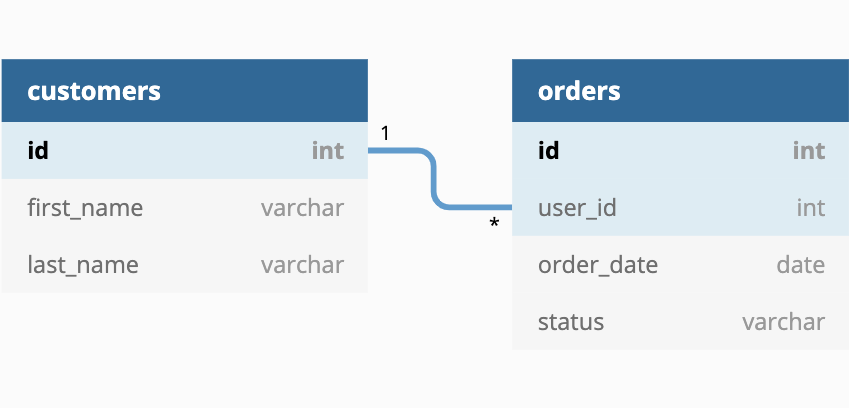 customers
id int
first_name varchar
last_name varchar
1
*
orders
id int
user_id int
order_date date
status varchar